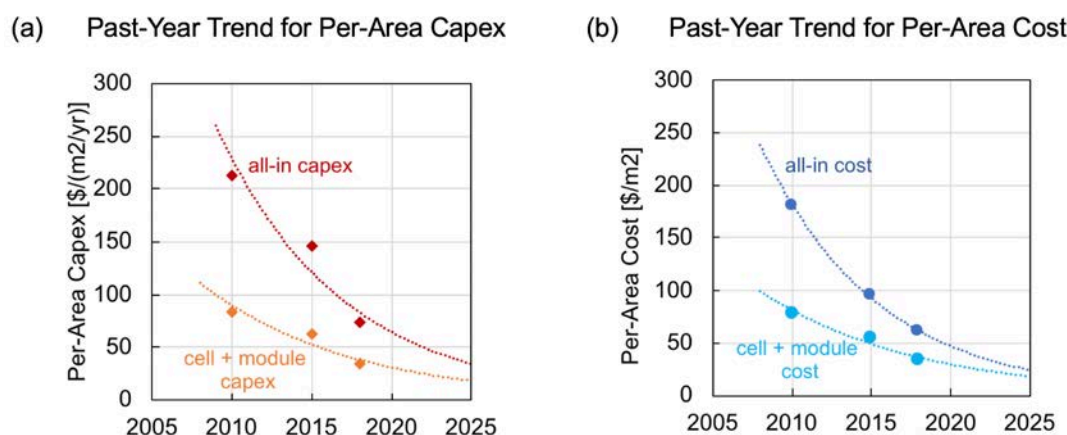 (a) Past-Year Trend for Per-Area Capex
Per-Area Capex [$/(m2/yr)]
300
250
200
150
100
50
0
all-in capex
cell + module
capex
2005 2010 2015 2020 2025
(b) Past-Year Trend for Per-Area Cost
Per-Area Cost [$/m2]
300
250
200
150
100
50
0
all-in cost
cell + module
cost
2005 2010 2015 2020 2025